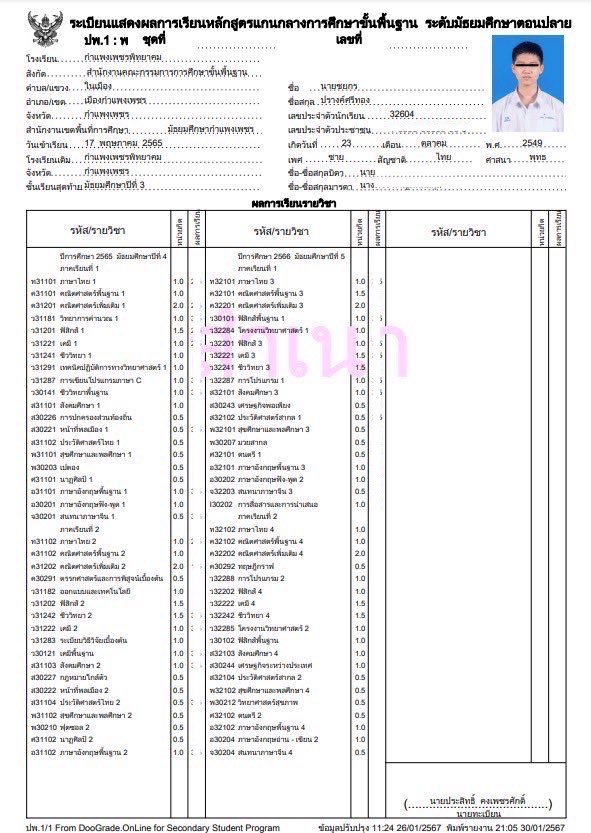 ระเบียนแสดงผลการเรียนหลักสูตรแกนกลางการศึกษาขั้นพื้นฐาน ระดับมัธยมศึกษาตอนปลาย
ปพ.1 : พ ชุดที่ เลขที่
โรงเรียน กำแพงเพชรพิทยาคม
สังกัด สำนักงานคณะกรรมการการศึกษาขั้นพื้นฐาน
ตำบล/แขวง ในเมือง
อำเภอ/เขต เมืองกำแพงเพชร
จังหวัด กำแพงเพชร
สำนักงานเขตพื้นที่การศึกษา มัธยมศึกษากำแพงเพชร
วันเข้าเรียน 17 พฤษภาคม 2565
โรงเรียนเดิม กำแพงเพชรพิทยาคม
จังหวัด กำแพงเพชร
ชั้นเรียนสุดท้าย มัธยมศึกษาปีที่ 3
ชื่อ นายชยกร
ชื่อสกุล ปรางค์ศรีทอง
เลขประจำตัวนักเรียน 32604
เลขประจำตัวประชาชน
เกิดวันที่ 23 เดือน ตุลาคม พ.ศ. 2549
เพศ ชาย สัญชาติ ไทย ศาสนา พุทธ
ชื่อ-ชื่อสกุลบิดา นาย
ชื่อ-ชื่อสกุลมารดา นาง
ผลการเรียนรายวิชา
รหัส/รายวิชา หน่วยกิต ผลการเรียน
ปีการศึกษา 2565 มัธยมศึกษาปีที่ 4
ภาคเรียนที่ 1
ท31101 ภาษาไทย 1 1.0
ค31101 คณิตศาสตร์พื้นฐาน 1 1.0
ค31201 คณิตศาสตร์เพิ่มเติม 1 2.0
ว31181 วิทยาการคำนวณ 1 1.0
ว31201 ฟิสิกส์ 1 1.5
ว31221 เคมี 1 1.0
ว31241 ชีววิทยา 1 1.0
ว31291 เทคนิคปฏิบัติการทางวิทยาศาสตร์ 1 1.0
ว31287 การเขียนโปรแกรมภาษา C 1.0
ว30141 ชีววิทยาพื้นฐาน 1.0
ส31101 สังคมศึกษา 1 1.0
ส30226 การปกครองส่วนท้องถิ่น 0.5
ส30221 หน้าที่พลเมือง 1 0.5
ส31102 ประวัติศาสตร์ไทย 1 0.5
พ31101 สุขศึกษาและพลศึกษา 1 0.5
พ30203 เปตอง 0.5
ศ31101 นาฏศิลป์ 1 0.5
อ31101 ภาษาอังกฤษพื้นฐาน 1 1.0
อ30201 ภาษาอังกฤษฟัง-พูด 1 1.0
จ30201 สนทนาภาษาจีน 1 0.5
ภาคเรียนที่ 2
ท31102 ภาษาไทย 2 1.0
ค31102 คณิตศาสตร์พื้นฐาน 2 1.0
ค31202 คณิตศาสตร์เพิ่มเติม 2 2.0
ค30291 ตรรกศาสตร์และการพิสูจน์เบื้องต้น 0.5
ว31182 ออกแบบและเทคโนโลยี 1.0
ว31202 ฟิสิกส์ 2 1.5
ว31242 ชีววิทยา 2 1.5
ว31222 เคมี 2 1.0
ว31283 ระเบียบวิธีวิจัยเบื้องต้น 1.0
ว30121 เคมีพื้นฐาน 1.0
ส31103 สังคมศึกษา 2 1.0
ส30227 กฎหมายใกล้ตัว 0.5
ส30222 หน้าที่พลเมือง 2 0.5
ส31104 ประวัติศาสตร์ไทย 2 0.5
พ31102 สุขศึกษาและพลศึกษา 2 0.5
พ30210 ฟุตซอล 2 0.5
ศ31102 นาฏศิลป์ 2 0.5
อ31102 ภาษาอังกฤษพื้นฐาน 2 1.0
รหัส/รายวิชา หน่วยกิต ผลการเรียน
ปีการศึกษา 2566 มัธยมศึกษาปีที่ 5
ภาคเรียนที่ 1
ท32101 ภาษาไทย 3 1.0
ค32101 คณิตศาสตร์พื้นฐาน 3 1.0
ค32201 คณิตศาสตร์เพิ่มเติม 3 2.0
ว30101 ฟิสิกส์พื้นฐาน 1 1.0
ว32284 โครงงานวิทยาศาสตร์ 1 1.0
ว32201 ฟิสิกส์ 3 1.0
ว32221 เคมี 3 1.5
ว32241 ชีววิทยา 3 1.5
ว32287 การโปรแกรม 1 1.0
ส32101 สังคมศึกษา 3 1.0
ส30243 เศรษฐกิจพอเพียง 0.5
ส32102 ประวัติศาสตร์สากล 1 0.5
พ32101 สุขศึกษาและพลศึกษา 3 0.5
พ30207 มวยสากล 0.5
ศ32101 ดนตรี 1 0.5
อ32101 ภาษาอังกฤษพื้นฐาน 3 1.0
อ30202 ภาษาอังกฤษฟัง-พูด 2 1.0
จ32203 สนทนาภาษาจีน 3 0.5
I30202 การสื่อสารและการนำเสนอ 1.0
ภาคเรียนที่ 2
ท32102 ภาษาไทย 4 1.0
ค32102 คณิตศาสตร์พื้นฐาน 4 1.0
ค32202 คณิตศาสตร์เพิ่มเติม 4 2.0
ค30292 ทฤษฎีกราฟ 0.5
ว32288 การโปรแกรม 2 1.0
ว32202 ฟิสิกส์ 4 1.0
ว32222 เคมี 4 1.5
ว32242 ชีววิทยา 4 1.5
ว32285 โครงงานวิทยาศาสตร์ 2 1.0
ว30102 ฟิสิกส์พื้นฐาน 1.0
ส32103 สังคมศึกษา 4 1.0
ส30244 เศรษฐกิจระหว่างประเทศ 0.5
ส32104 ประวัติศาสตร์สากล 2 0.5
พ32102 สุขศึกษาและพลศึกษา 4 0.5
พ30212 วิทยาศาสตร์สุขภาพ 0.5
ศ32102 ดนตรี 2 0.5
อ32102 ภาษาอังกฤษพื้นฐาน 4 1.0
อ30204 ภาษาอังกฤษอ่าน - เขียน 2 1.0
จ30204 สนทนาภาษาจีน 4 0.5
รหัส/รายวิชา หน่วยกิต ผลการเรียน
สำเนา
นายประสิทธิ์ คงเพชรศักดิ์
นายทะเบียน
ปพ.1/1 From DooGrade.OnLine for Secondary Student Program ข้อมูลปรับปรุง 11:24 26/01/2567 พิมพ์รายงาน 21:05 30/01/2567